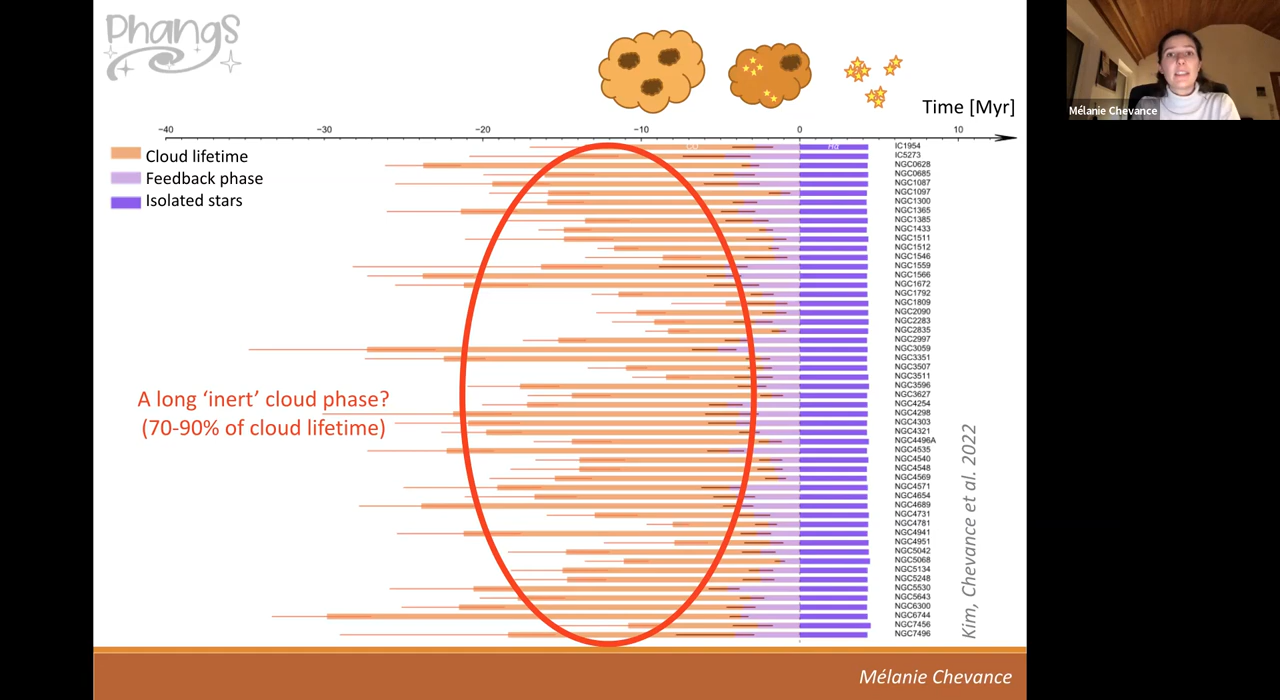 PHANGS
Mélanie Chevance
Time [Myr]
−40 −30 −20 −10 0 10
Cloud lifetime
Feedback phase
Isolated stars
CO Hα
IC1954
IC5273
NGC0628
NGC0685
NGC1087
NGC1097
NGC1300
NGC1365
NGC1385
NGC1433
NGC1511
NGC1512
NGC1546
NGC1559
NGC1566
NGC1672
NGC1792
NGC1809
NGC2090
NGC2283
NGC2835
NGC2997
NGC3059
NGC3351
NGC3507
NGC3511
NGC3596
NGC3627
NGC4254
NGC4298
NGC4303
NGC4321
NGC4496A
NGC4535
NGC4540
NGC4548
NGC4569
NGC4571
NGC4654
NGC4689
NGC4731
NGC4781
NGC4941
NGC4951
NGC5042
NGC5068
NGC5134
NGC5248
NGC5530
NGC5643
NGC6300
NGC6744
NGC7456
NGC7496
A long ‘inert’ cloud phase?
(70-90% of cloud lifetime)
Kim, Chevance et al. 2022
Mélanie Chevance